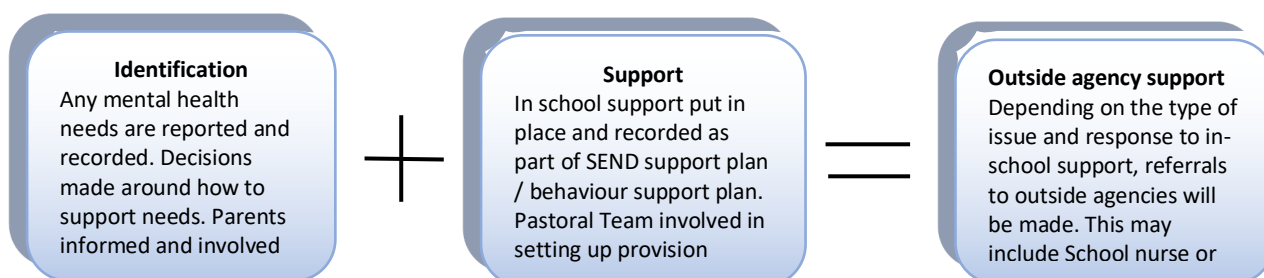 Identification
Any mental health
needs are reported and
recorded. Decisions
made around how to
support needs. Parents
informed and involved
+
Support
In school support put in
place and recorded as
part of SEND support plan
/ behaviour support plan.
Pastoral Team involved in
setting up provision
=
Outside agency support
Depending on the type of
issue and response to in-
school support, referrals
to outside agencies will
be made. This may
include School nurse or